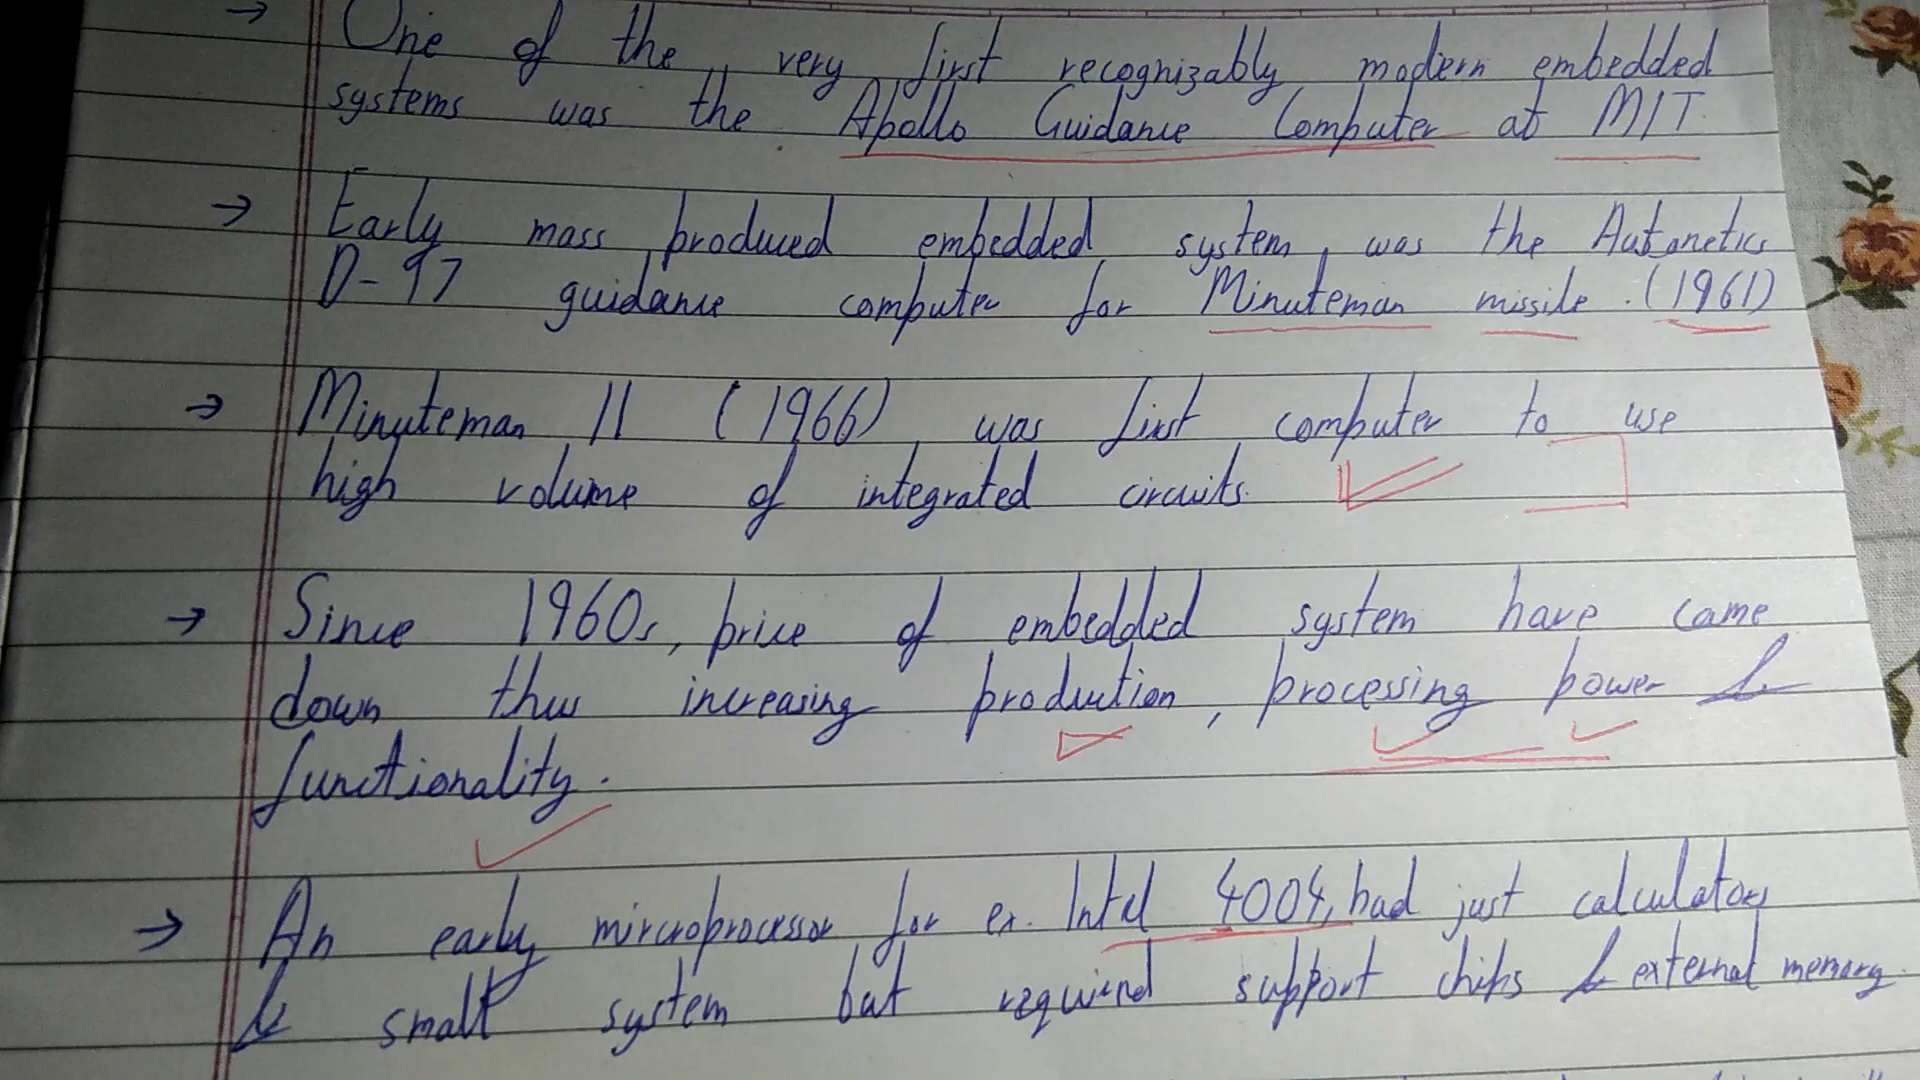 → One of the very first recognizably modern embedded
systems was the Apollo Guidance Computer at MIT.
→ Early mass produced embedded system, was the Autonetics
D-97 guidance computer for Minuteman missile. (1961)
→ Minuteman II (1966), was first computer to use
high volume of integrated circuits.
→ Since 1960s, price of embedded system have came
down thus increasing production, processing power &
functionality.
→ An early mircroprocessor for ex. Intel 4004, had just calculators
& small system but required support chips & external memory.